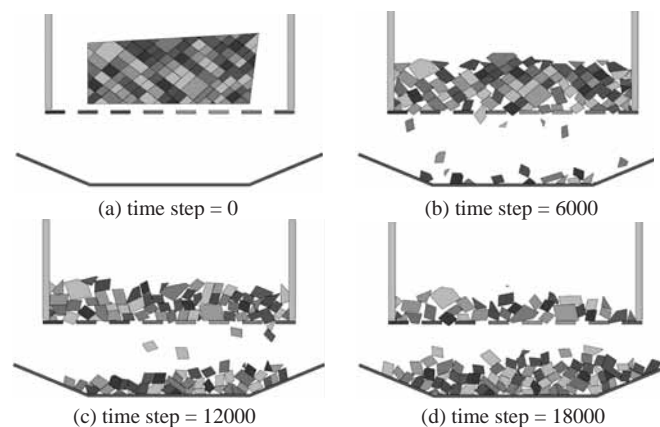 (a) time step = 0
(b) time step = 6000
(c) time step = 12000
(d) time step = 18000